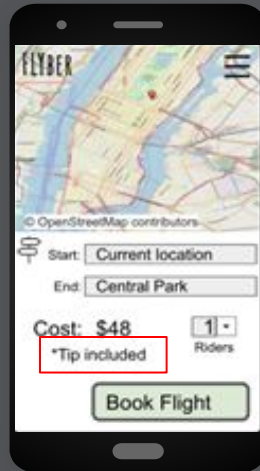 FLYBER
© OpenStreetMap contributors
Start: Current location
End: Central Park
Cost: $48
1
*Tip included
Riders
Book Flight